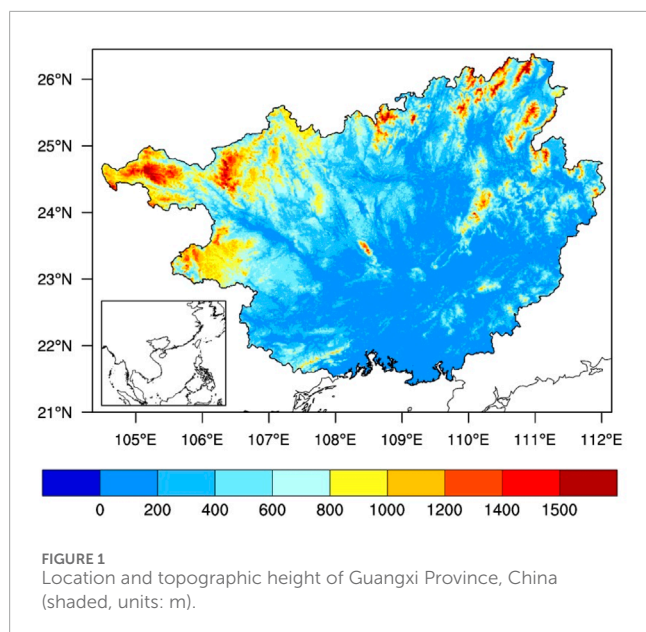 26°N
25°N
24°N
23°N
22°N
21°N
105°E 106°E 107°E 108°E 109°E 110°E 111°E 112°E
0 200 400 600 800 1000 1200 1400 1500
FIGURE 1
Location and topographic height of Guangxi Province, China
(shaded, units: m).